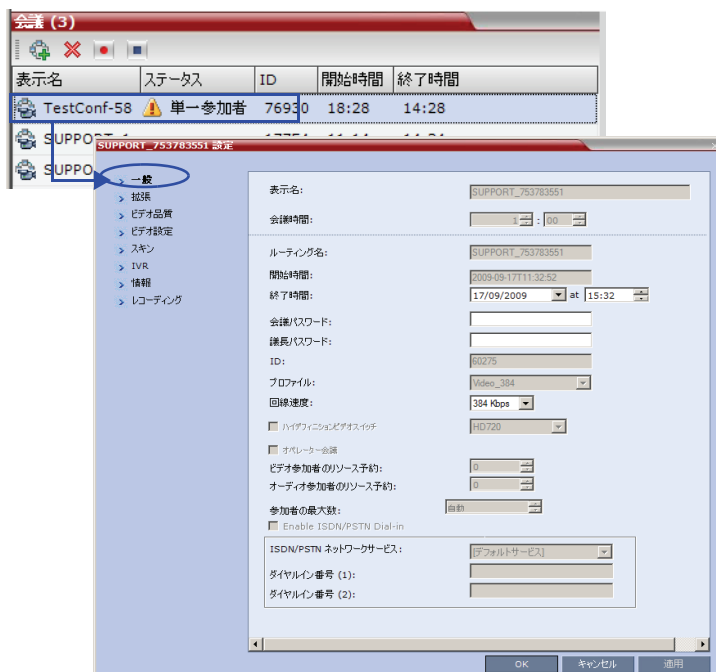 会議 (3)
表示名 ステータス ID 開始時間 終了時間
TestConf-58 単一参加者 76930 18:28 14:28
SUPPORT_1
SUPPO
SUPPORT_753783551 設定
一般
拡張
ビデオ品質
ビデオ設定
スキン
IVR
情報
レコーディング
表示名: SUPPORT_753783551
会議時間: 1 : 00
ルーティング名: SUPPORT_753783551
開始時間: 2009-09-17T11:32:52
終了時間: 17/09/2009 at 15:32
会議パスワード:
議長パスワード:
ID: 60275
プロファイル: Video_384
回線速度: 384 Kbps
ハイデフィニションビデオスイッチ HD720
オペレーター会議
ビデオ参加者のリソース予約: 0
オーディオ参加者のリソース予約: 0
参加者の最大数: 自動
Enable ISDN/PSTN Dial-in
ISDN/PSTN ネットワークサービス: [デフォルトサービス]
ダイヤルイン番号 (1):
ダイヤルイン番号 (2):
OK キャンセル 適用